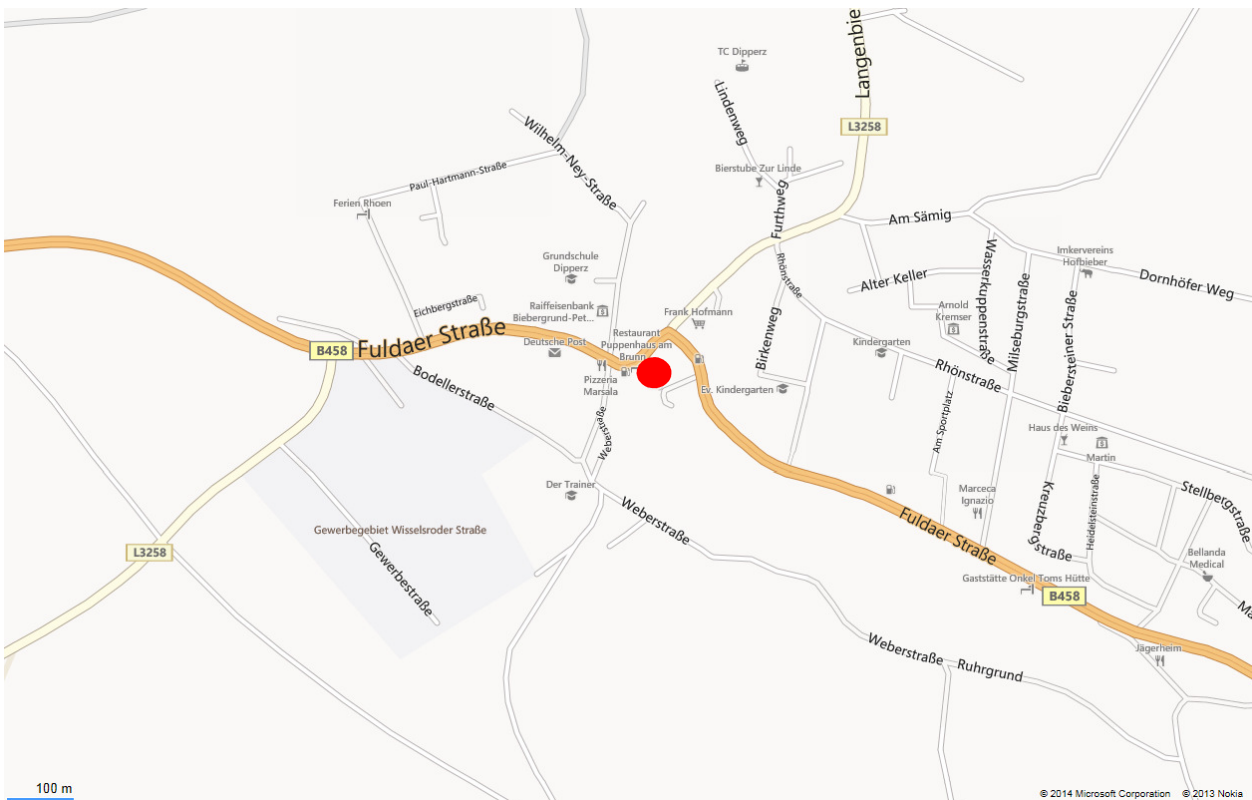 Langenbie
TC Dipperz
Lindenweg
L3258
Wilhelm-Ney-Straße
Paul-Hartmann-Straße
Bierstube Zur Linde
Ferien Rhoen
Furthweg
Am Sämig
Wasserkuppenstraße
Imkervereins
Hofbieber
Grundschule
Dipperz
Rhönstraße
Alter Keller
Milseburgstraße
Dornhöfer Weg
Biebersteiner Straße
Eichbergstraße
Raiffeisenbank
Biebergrund-Pet...
Frank Hofmann
Arnold
Kremser
B458
Fuldaer Straße
Deutsche Post
Restaurant
Puppenhaus am
Brunn
Birkenweg
Kindergarten
Rhönstraße
Bodellerstraße
Pizzeria
Marsala
Ev. Kindergarten
Am Sportplatz
Weberstraße
Haus des Weins
Martin
Der Trainer
Marceca
Ignazio
Kreuzberg
straße
Heidelsteinstraße
Stellbergstraße
Weberstraße
Fuldaer Straße
Gewerbegebiet Wisselsroder Straße
L3258
Gewerbestraße
Bellanda
Medical
Gaststätte Onkel Toms Hütte
B458
Ma
Weberstraße
Ruhrgrund
Jägerheim
100 m
© 2014 Microsoft Corporation © 2013 Nokia